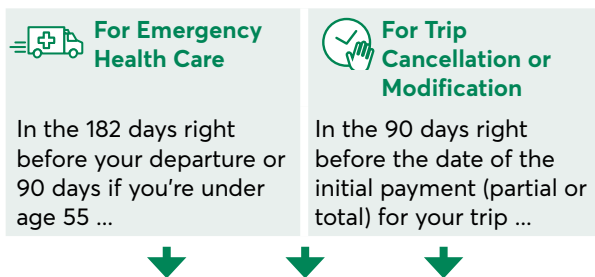 For Emergency
Health Care
In the 182 days right
before your departure or
90 days if you're under
age 55 ...
For Trip
Cancellation or
Modification
In the 90 days right
before the date of the
initial payment (partial or
total) for your trip ...